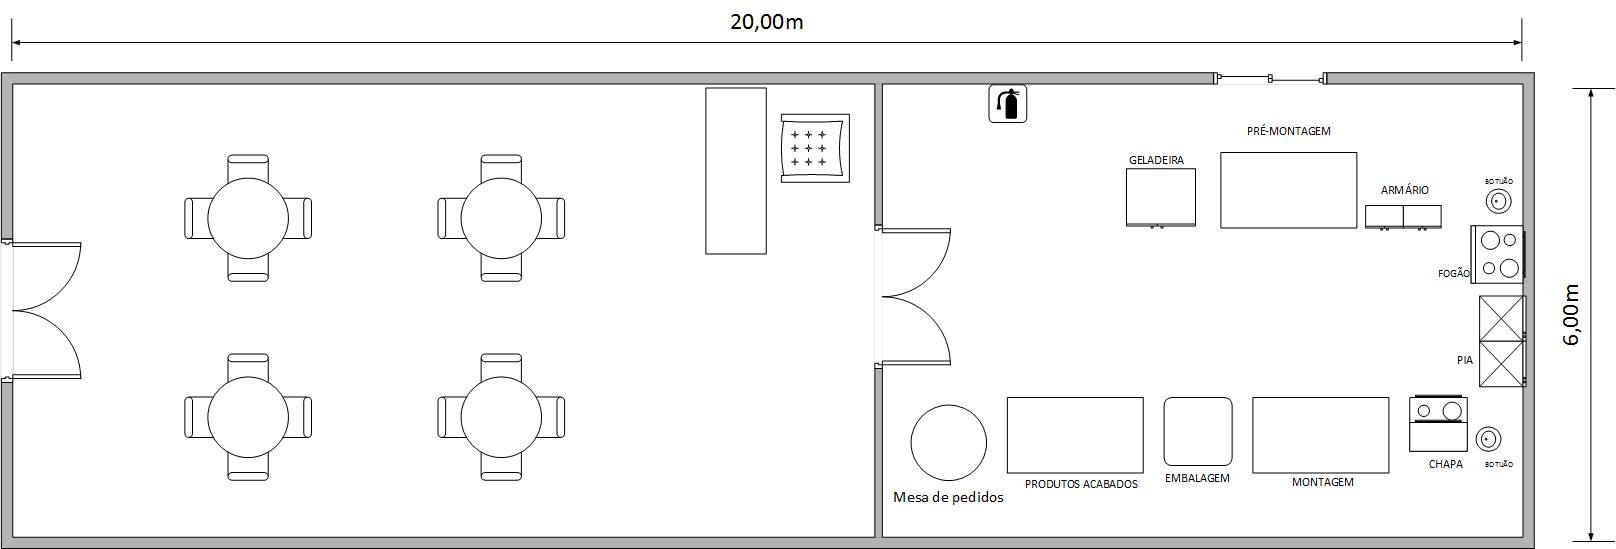 20,00m
PRÉ-MONTAGEM
GELADEIRA
ARMÁRIO
BOTIJÃO
FOGÃO
6,00m
PIA
CHAPA
BOTIJÃO
EMBALAGEM
MONTAGEM
PRODUTOS ACABADOS
Mesa de pedidos